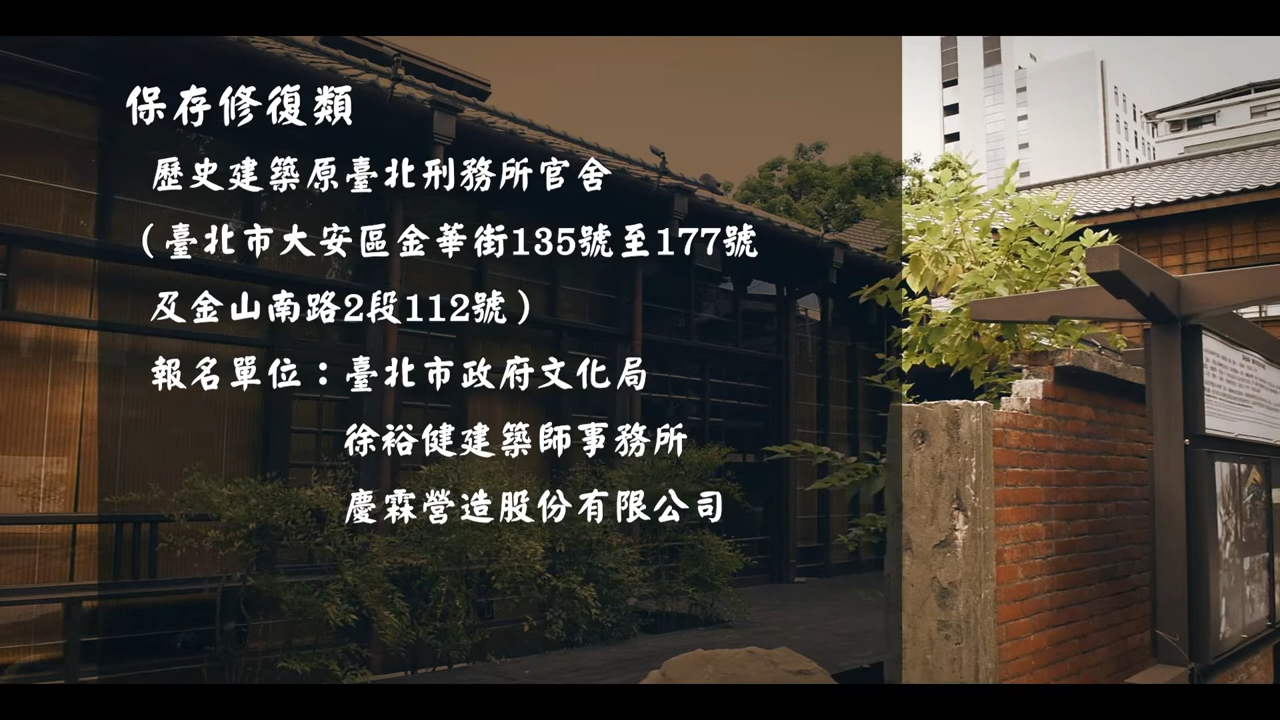 保存修復類
歷史建築原臺北刑務所官舍
（臺北市大安區金華街135號至177號
及金山南路2段112號）
報名單位：臺北市政府文化局
徐裕健建築師事務所
慶霖營造股份有限公司